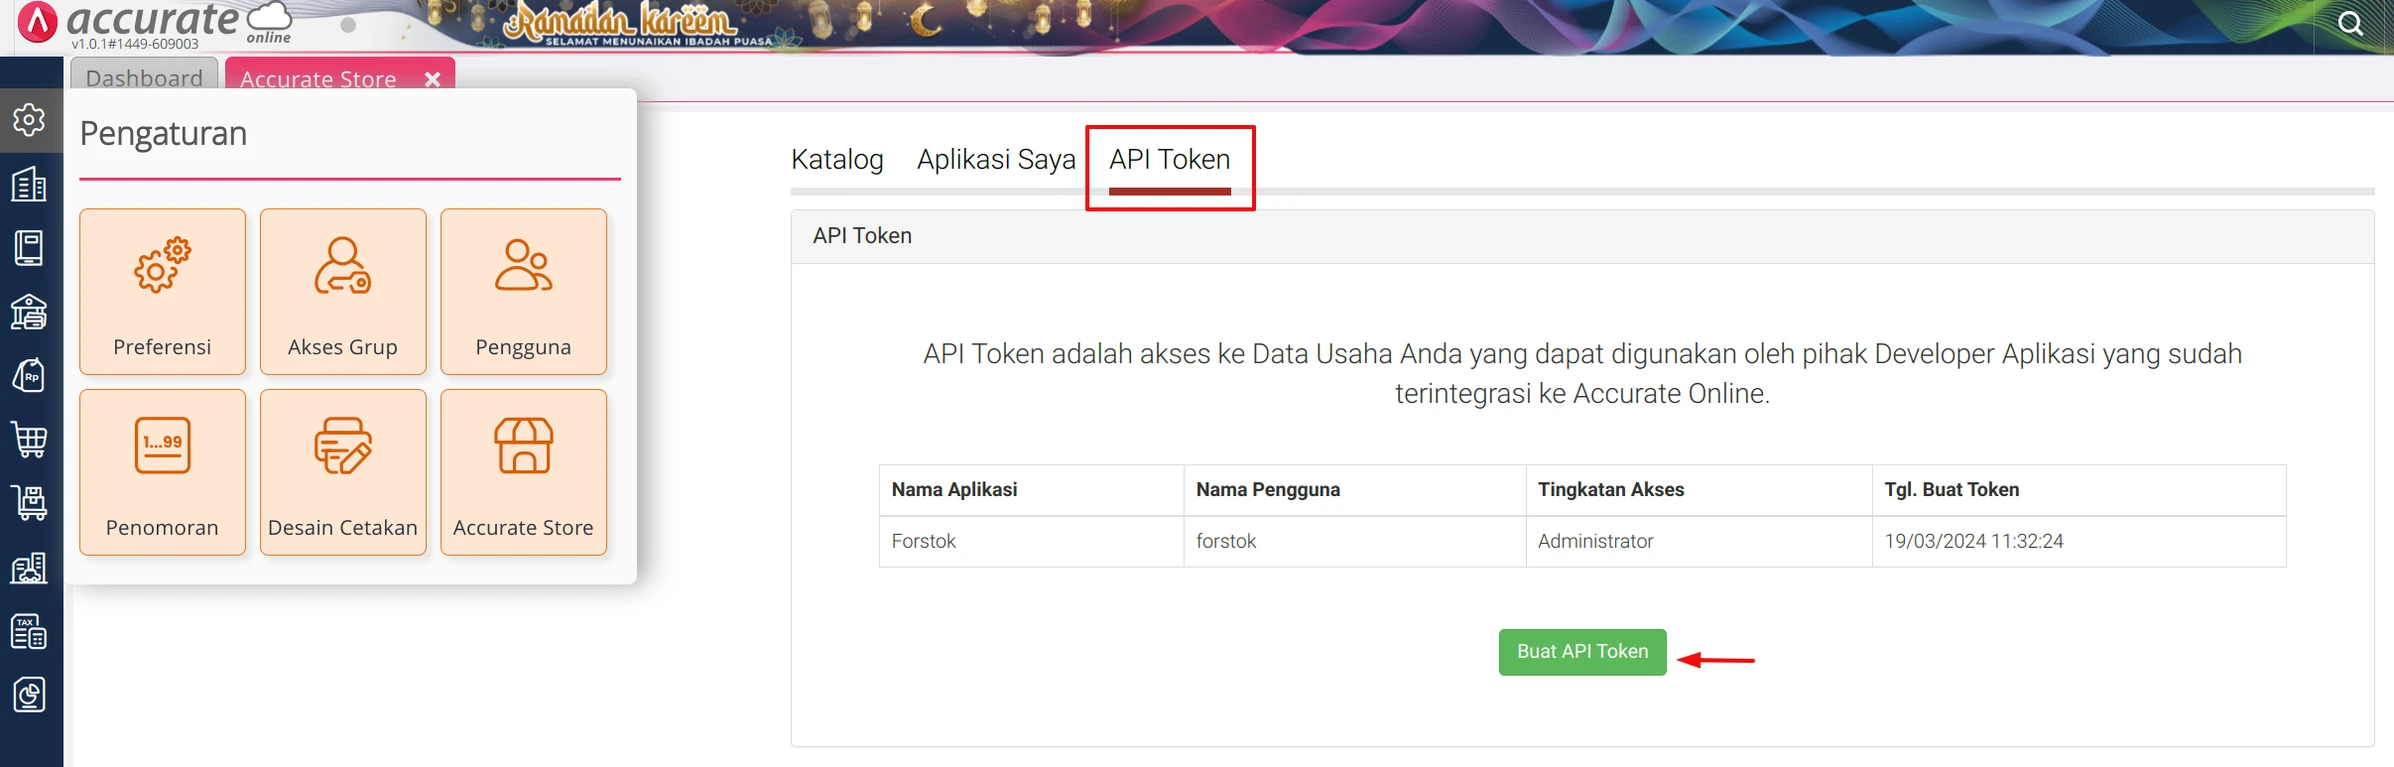 accurate
online
v1.0.1#1449-609003
Ramadan kareem
SELAMAT MENUNAIKAN IBADAH PUASA
Dashboard
Accurate Store
Pengaturan
Preferensi
Akses Grup
Pengguna
1...99
Penomoran
Desain Cetakan
Accurate Store
Rp
TAX
Katalog
Aplikasi Saya
API Token
API Token
API Token adalah akses ke Data Usaha Anda yang dapat digunakan oleh pihak Developer Aplikasi yang sudah
terintegrasi ke Accurate Online.
Nama Aplikasi Nama Pengguna Tingkatan Akses Tgl. Buat Token
Forstok forstok Administrator 19/03/2024 11:32:24
Buat API Token